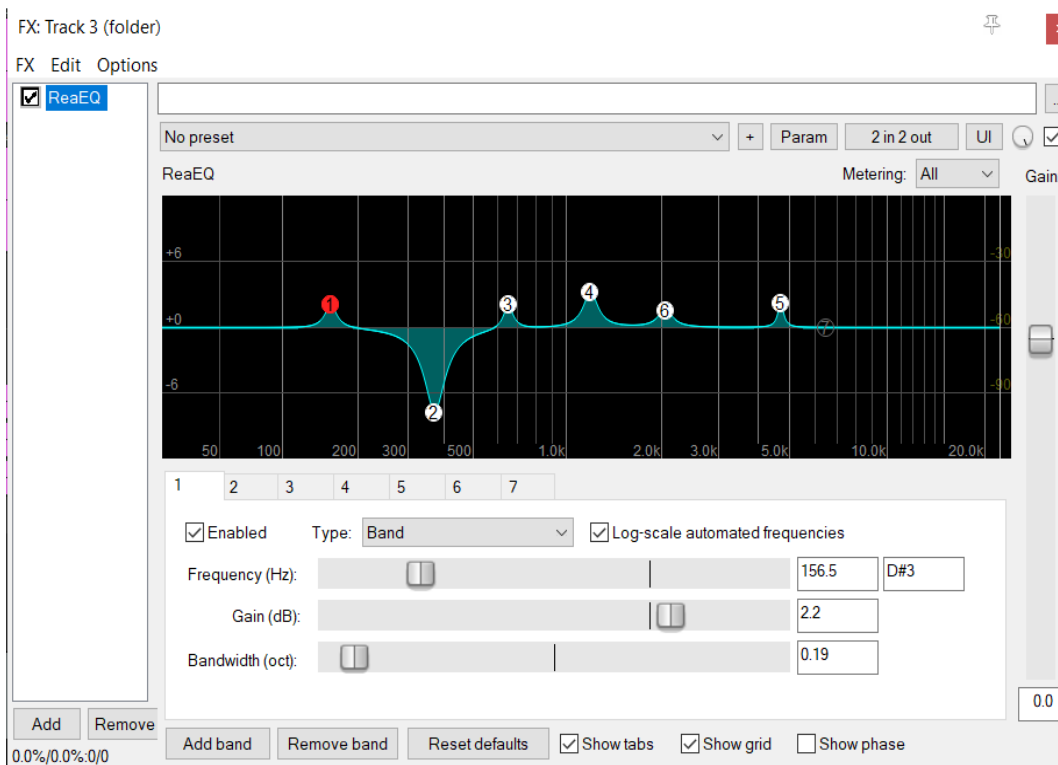 FX: Track 3 (folder)
FX Edit Options
ReaEQ
No preset + Param 2 in 2 out UI
ReaEQ Metering: All Gain
+6 -30
1 3 4 6 5
+0 7 -60
-6 -90
2
50 100 200 300 500 1.0k 2.0k 3.0k 5.0k 10.0k 20.0k
1 2 3 4 5 6 7
Enabled Type: Band Log-scale automated frequencies
Frequency (Hz): 156.5 D#3
Gain (dB): 2.2
Bandwidth (oct): 0.19
0.0
Add Remove
Add band Remove band Reset defaults Show tabs Show grid Show phase
0.0%/0.0%:0/0